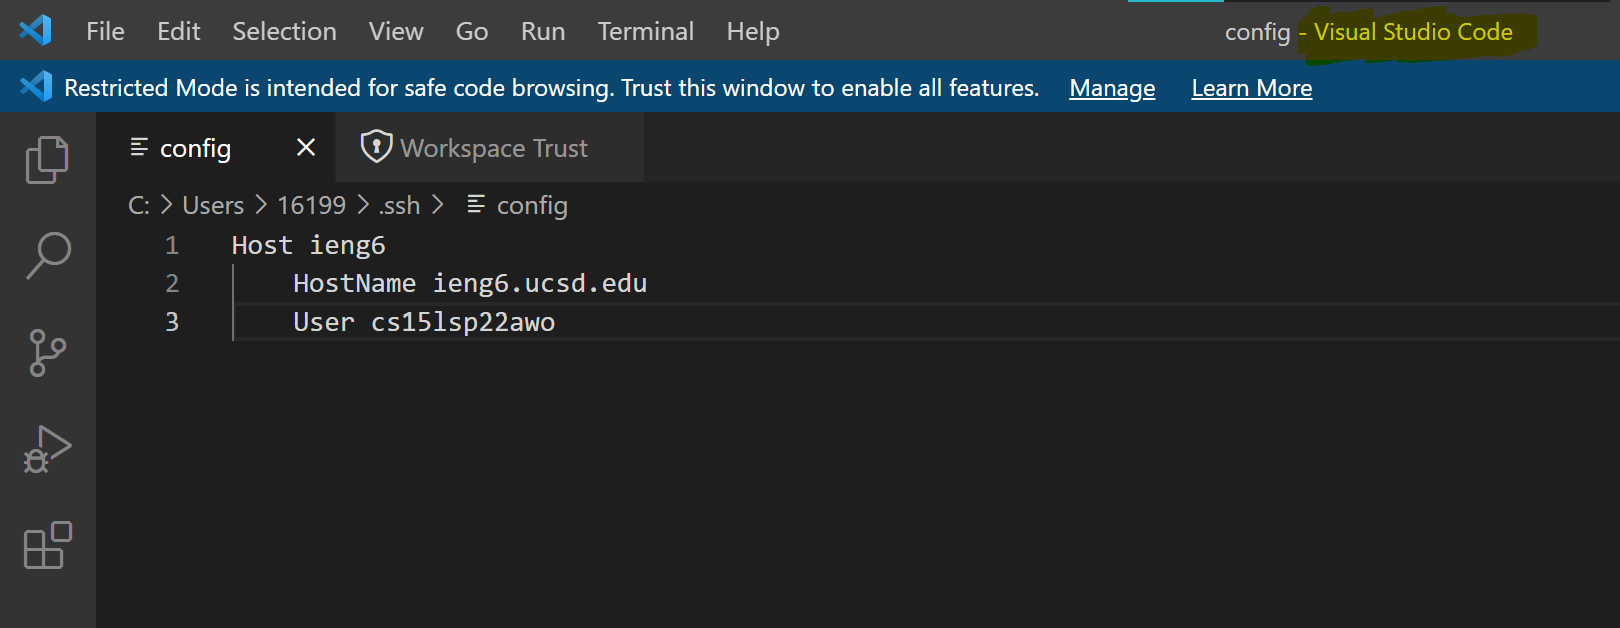 File Edit Selection View Go Run Terminal Help config - Visual Studio Code
Restricted Mode is intended for safe code browsing. Trust this window to enable all features. Manage Learn More
config Workspace Trust
C: > Users > 16199 > .ssh > config
1 Host ieng6
2 HostName ieng6.ucsd.edu
3 User cs15lsp22awo